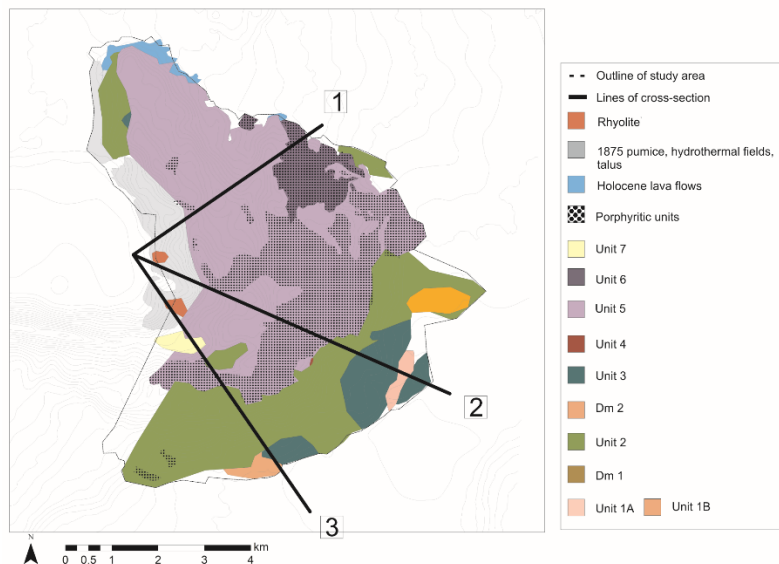 1
2
3
N
0 0.5 1 2 3 4
km
Outline of study area
Lines of cross-section
Rhyolite
1875 pumice, hydrothermal fields,
talus
Holocene lava flows
Porphyritic units
Unit 7
Unit 6
Unit 5
Unit 4
Unit 3
Dm 2
Unit 2
Dm 1
Unit 1A Unit 1B